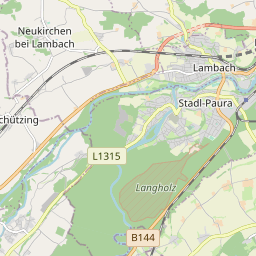 Neukirchen
bei Lambach
Lambach
Stadl-Paura
chützing
L1315
Langholz
B144